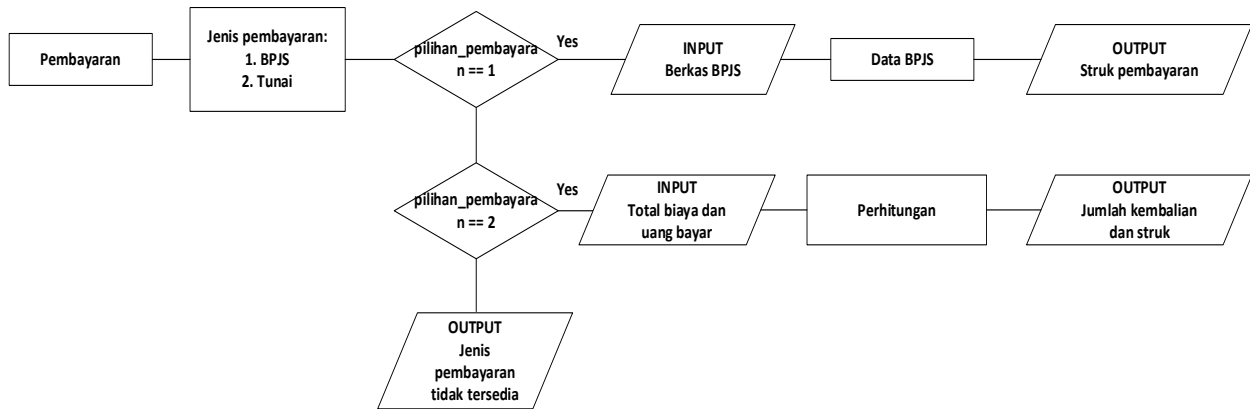 Pembayaran
Jenis pembayaran:
1. BPJS
2. Tunai
pilihan_pembayara
n == 1
Yes
INPUT
Berkas BPJS
Data BPJS
OUTPUT
Struk pembayaran
pilihan_pembayara
n == 2
Yes
INPUT
Total biaya dan
uang bayar
Perhitungan
OUTPUT
Jumlah kembalian
dan struk
OUTPUT
Jenis
pembayaran
tidak tersedia